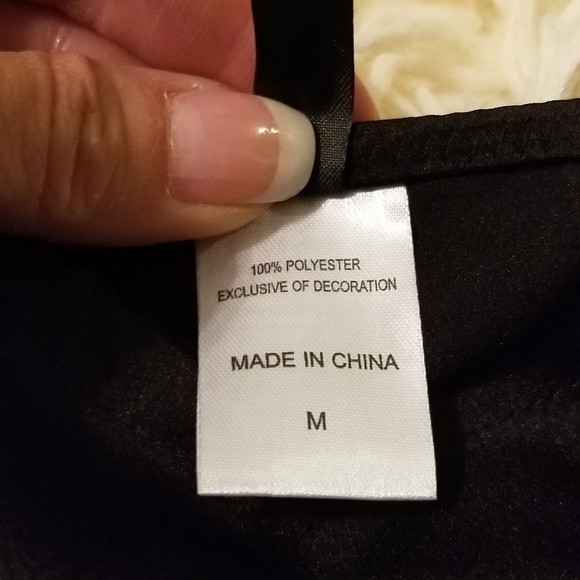 100% POLYESTER
EXCLUSIVE OF DECORATION
MADE IN CHINA
M